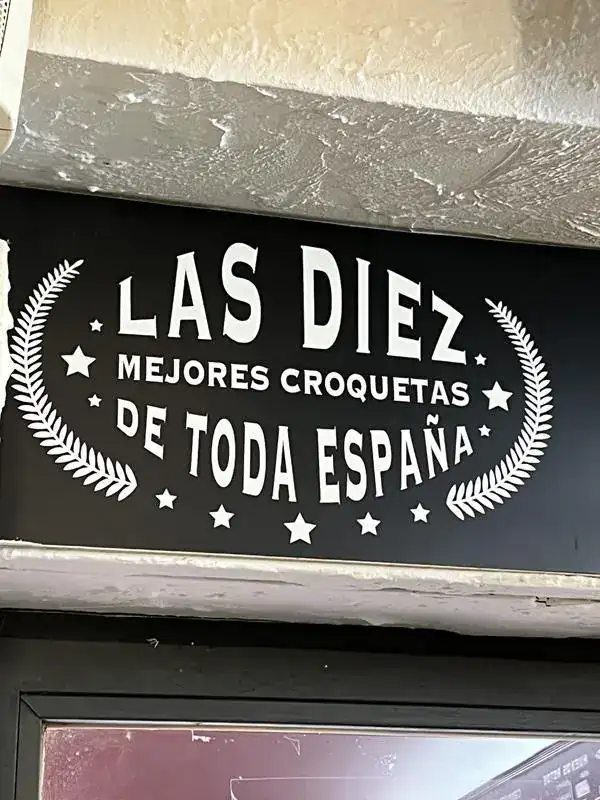 LAS DIEZ
MEJORES CROQUETAS
DE TODA ESPAÑA